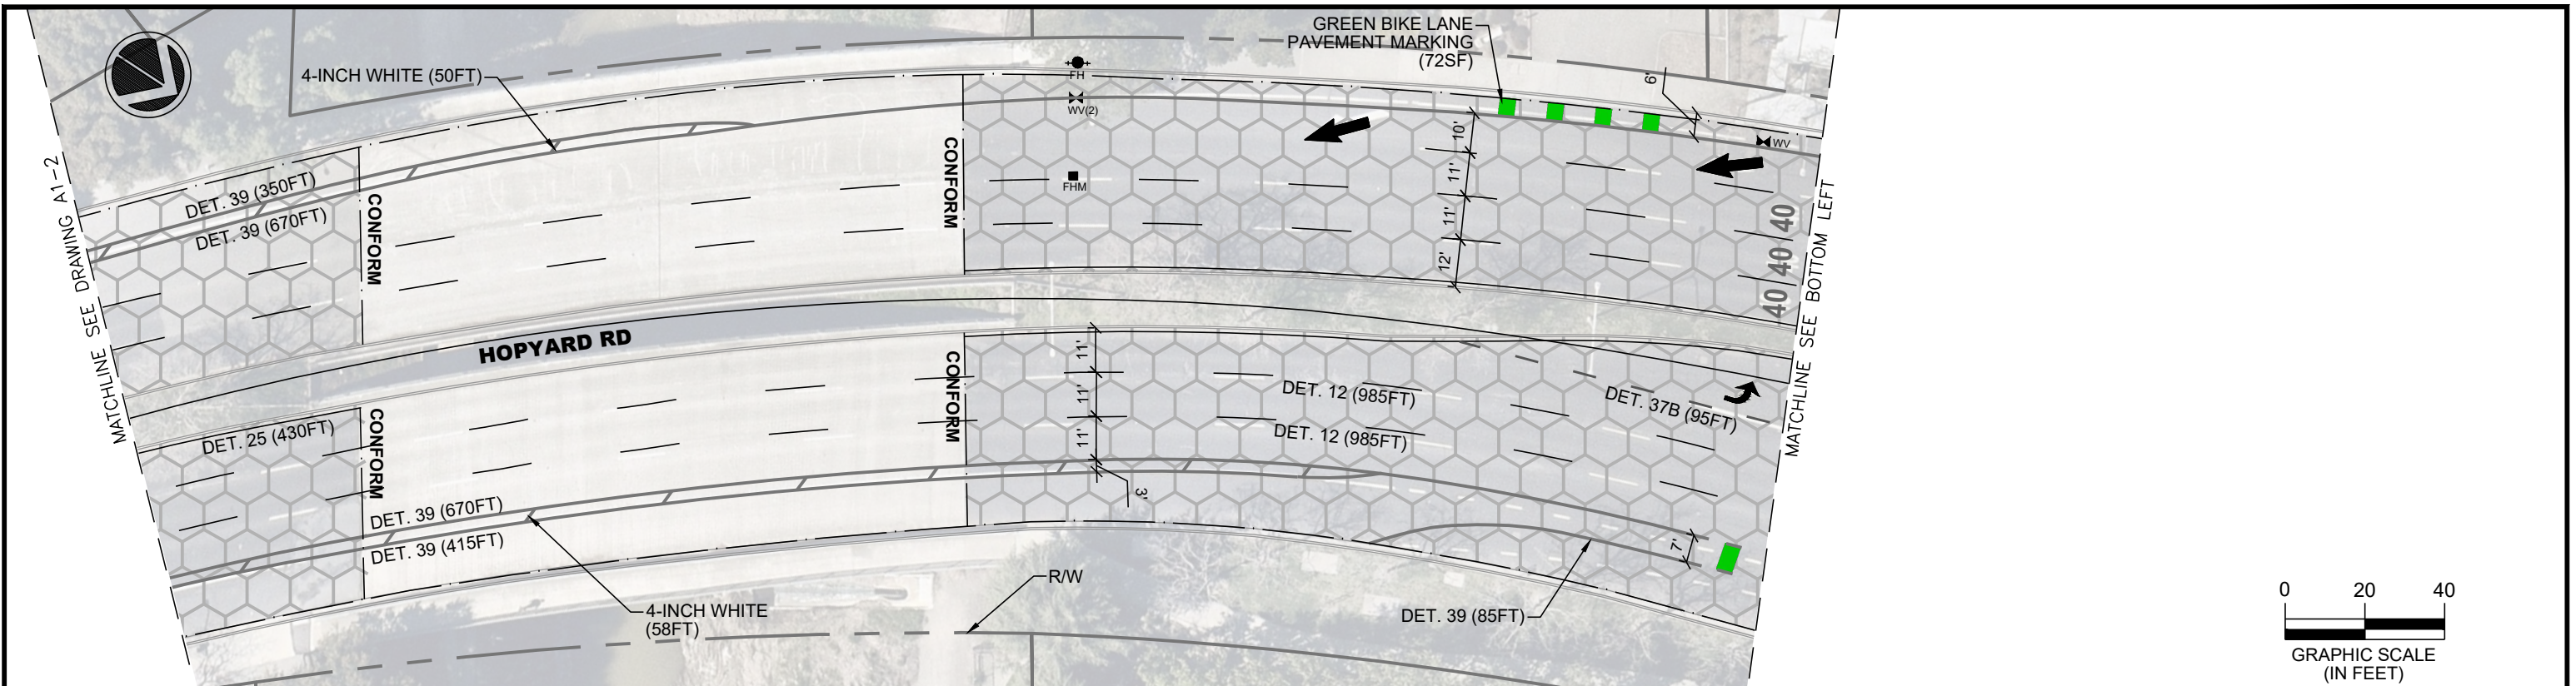 GREEN BIKE LANE
PAVEMENT MARKING
(72SF)
4-INCH WHITE (50FT)
FH
WV(2)
6'
WV
10'
11'
11'
12'
CONFORM
CONFORM
FHM
DET. 39 (350FT)
DET. 39 (670FT)
40 40 40
MATCHLINE SEE DRAWING A1-2
MATCHLINE SEE BOTTOM LEFT
HOPYARD RD
11'
11'
11'
3'
CONFORM
CONFORM
DET. 12 (985FT)
DET. 12 (985FT)
DET. 37B (95FT)
DET. 25 (430FT)
DET. 39 (670FT)
DET. 39 (415FT)
7'
4-INCH WHITE
(58FT)
R/W
DET. 39 (85FT)
0 20 40
GRAPHIC SCALE
(IN FEET)